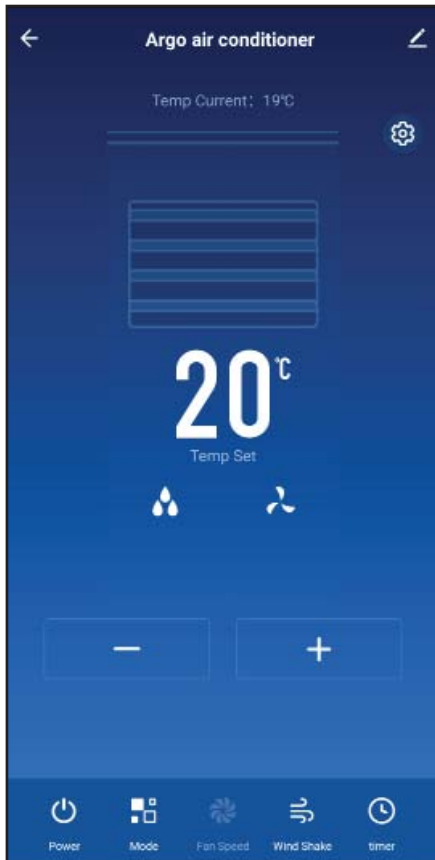 Argo air conditioner
Temp Current: 19℃
20℃
Temp Set
Power Mode Fan Speed Wind Shake timer